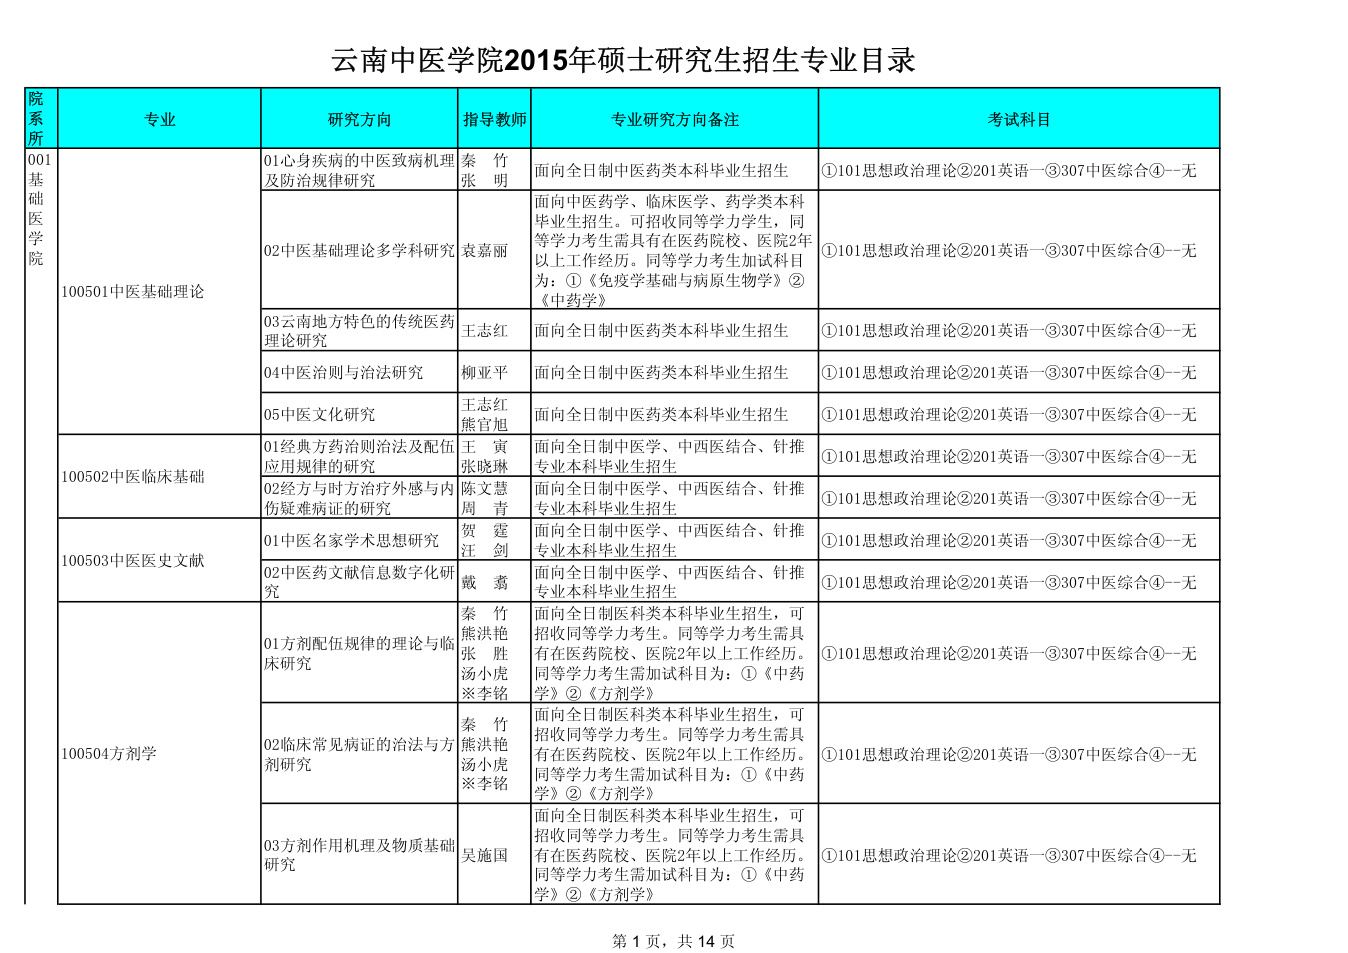 云南中医学院2015年硕士研究生招生专业目录
院
系
所
专业
研究方向
指导教师
专业研究方向备注
考试科目
001
基
础
医
学
院
100501中医基础理论
01心身疾病的中医致病机理
及防治规律研究
秦　竹
张　明
面向全日制中医药类本科毕业生招生
①101思想政治理论②201英语一③307中医综合④--无
02中医基础理论多学科研究
袁嘉丽
面向中医药学、临床医学、药学类本科
毕业生招生。可招收同等学力学生，同
等学力考生需具有在医药院校、医院2年
以上工作经历。同等学力考生加试科目
为：①《免疫学基础与病原生物学》②
《中药学》
①101思想政治理论②201英语一③307中医综合④--无
03云南地方特色的传统医药
理论研究
王志红
面向全日制中医药类本科毕业生招生
①101思想政治理论②201英语一③307中医综合④--无
04中医治则与治法研究
柳亚平
面向全日制中医药类本科毕业生招生
①101思想政治理论②201英语一③307中医综合④--无
05中医文化研究
王志红
熊官旭
面向全日制中医药类本科毕业生招生
①101思想政治理论②201英语一③307中医综合④--无
100502中医临床基础
01经典方药治则治法及配伍
应用规律的研究
王　寅
张晓琳
面向全日制中医学、中西医结合、针推
专业本科毕业生招生
①101思想政治理论②201英语一③307中医综合④--无
02经方与时方治疗外感与内
伤疑难病证的研究
陈文慧
周　青
面向全日制中医学、中西医结合、针推
专业本科毕业生招生
①101思想政治理论②201英语一③307中医综合④--无
100503中医医史文献
01中医名家学术思想研究
贺　霆
汪　剑
面向全日制中医学、中西医结合、针推
专业本科毕业生招生
①101思想政治理论②201英语一③307中医综合④--无
02中医药文献信息数字化研
究
戴　翥
面向全日制中医学、中西医结合、针推
专业本科毕业生招生
①101思想政治理论②201英语一③307中医综合④--无
100504方剂学
01方剂配伍规律的理论与临
床研究
秦　竹
熊洪艳
张　胜
汤小虎
※李铭
面向全日制医科类本科毕业生招生，可
招收同等学力考生。同等学力考生需具
有在医药院校、医院2年以上工作经历。
同等学力考生需加试科目为：①《中药
学》②《方剂学》
①101思想政治理论②201英语一③307中医综合④--无
02临床常见病证的治法与方
剂研究
秦　竹
熊洪艳
汤小虎
※李铭
面向全日制医科类本科毕业生招生，可
招收同等学力考生。同等学力考生需具
有在医药院校、医院2年以上工作经历。
同等学力考生需加试科目为：①《中药
学》②《方剂学》
①101思想政治理论②201英语一③307中医综合④--无
03方剂作用机理及物质基础
研究
吴施国
面向全日制医科类本科毕业生招生，可
招收同等学力考生。同等学力考生需具
有在医药院校、医院2年以上工作经历。
同等学力考生需加试科目为：①《中药
学》②《方剂学》
①101思想政治理论②201英语一③307中医综合④--无
第 1 页，共 14 页